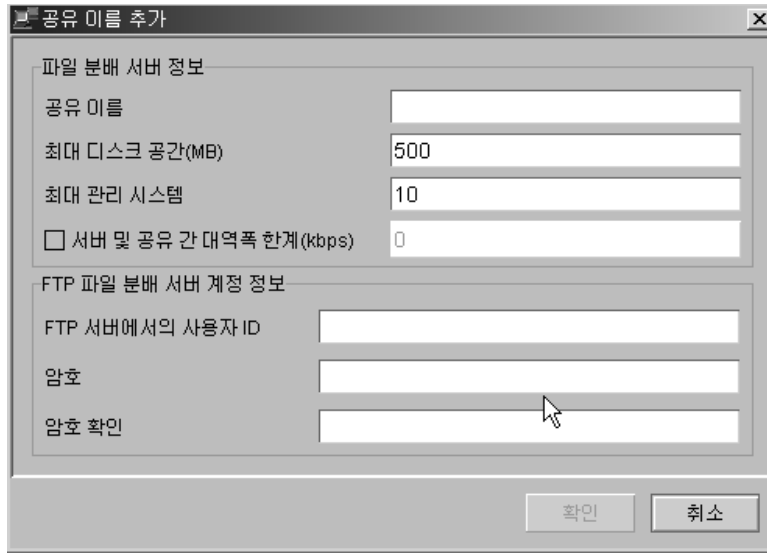 공유 이름 추가
파일 분배 서버 정보
공유 이름
최대 디스크 공간(MB) 500
최대 관리 시스템 10
서버 및 공유 간 대역폭 한계(kbps) 0
FTP 파일 분배 서버 계정 정보
FTP 서버에서의 사용자 ID
암호
암호 확인
확인 취소